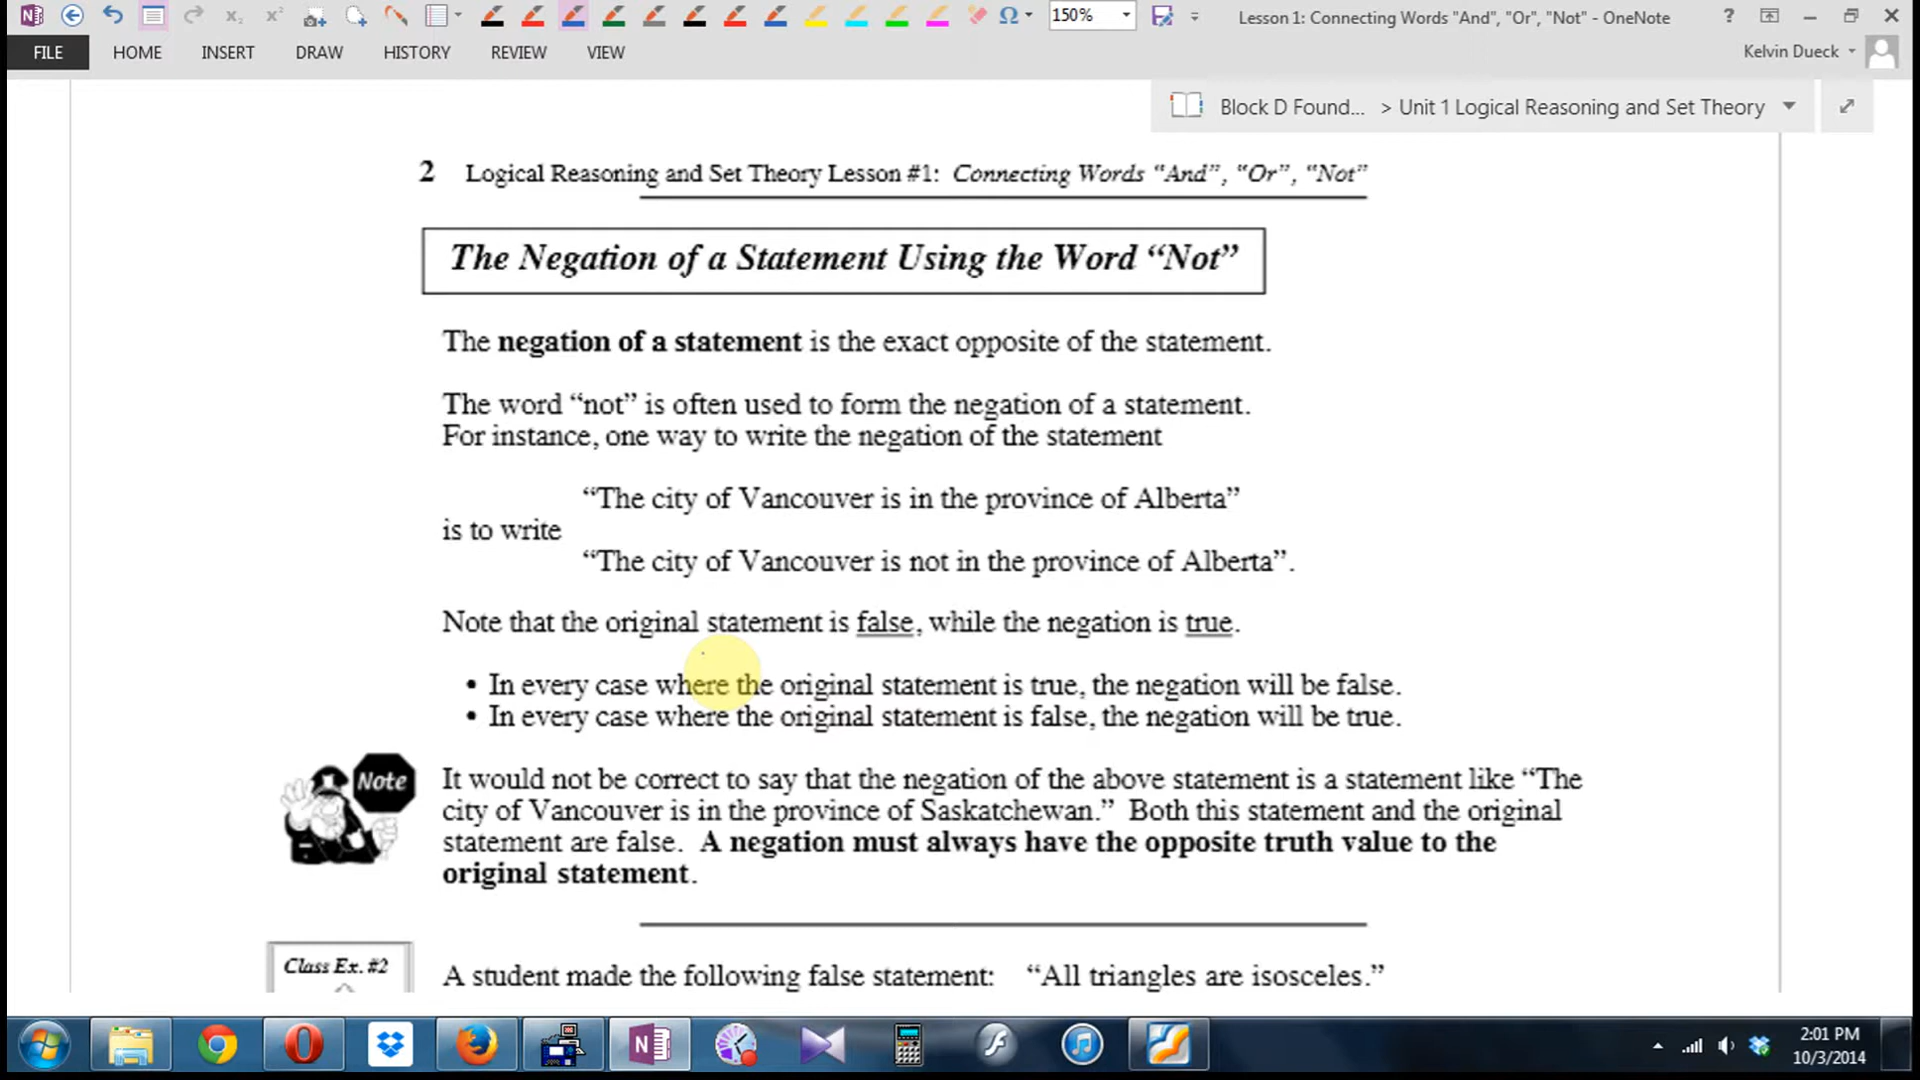 150%
Lesson 1: Connecting Words "And", "Or", "Not" - OneNote
FILE HOME INSERT DRAW HISTORY REVIEW VIEW
Kelvin Dueck
Block D Found... > Unit 1 Logical Reasoning and Set Theory
2 Logical Reasoning and Set Theory Lesson #1: Connecting Words “And”, “Or”, “Not”
The Negation of a Statement Using the Word “Not”
The negation of a statement is the exact opposite of the statement.
The word “not” is often used to form the negation of a statement.
For instance, one way to write the negation of the statement
“The city of Vancouver is in the province of Alberta”
is to write
“The city of Vancouver is not in the province of Alberta”.
Note that the original statement is false, while the negation is true.
• In every case where the original statement is true, the negation will be false.
• In every case where the original statement is false, the negation will be true.
Note
It would not be correct to say that the negation of the above statement is a statement like “The
city of Vancouver is in the province of Saskatchewan.” Both this statement and the original
statement are false. A negation must always have the opposite truth value to the
original statement.
Class Ex. #2
A student made the following false statement: “All triangles are isosceles.”
2:01 PM
10/3/2014